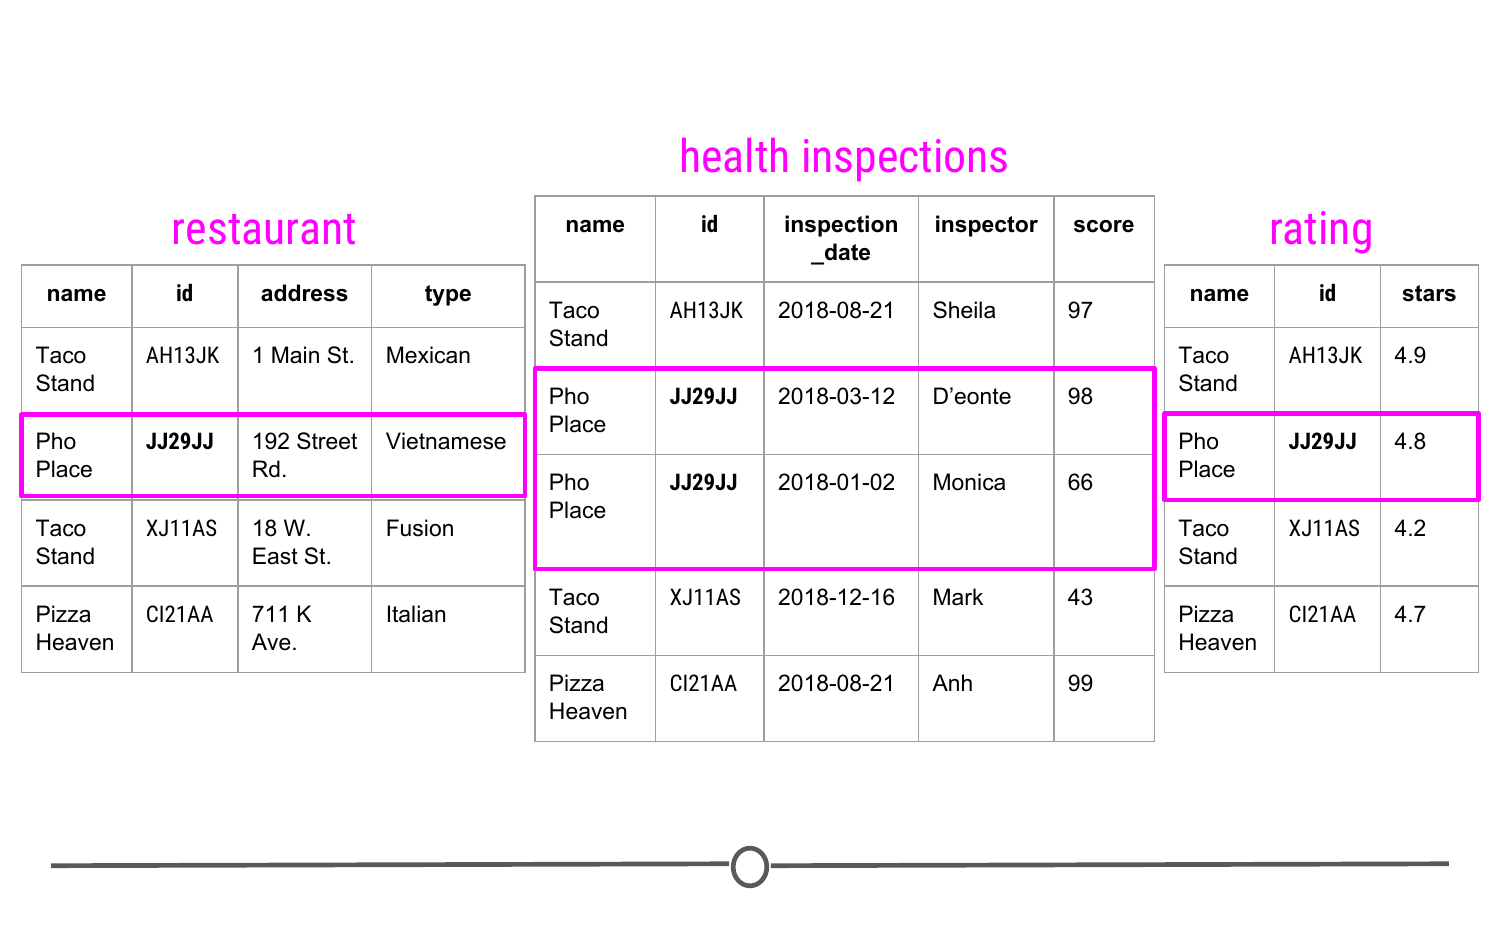 restaurant
name id address type
Taco Stand AH13JK 1 Main St. Mexican
Pho Place JJ29JJ 192 Street Rd. Vietnamese
Taco Stand XJ11AS 18 W. East St. Fusion
Pizza Heaven CI21AA 711 K Ave. Italian
health inspections
name id inspection_date inspector score
Taco Stand AH13JK 2018-08-21 Sheila 97
Pho Place JJ29JJ 2018-03-12 D’eonte 98
Pho Place JJ29JJ 2018-01-02 Monica 66
Taco Stand XJ11AS 2018-12-16 Mark 43
Pizza Heaven CI21AA 2018-08-21 Anh 99
rating
name id stars
Taco Stand AH13JK 4.9
Pho Place JJ29JJ 4.8
Taco Stand XJ11AS 4.2
Pizza Heaven CI21AA 4.7